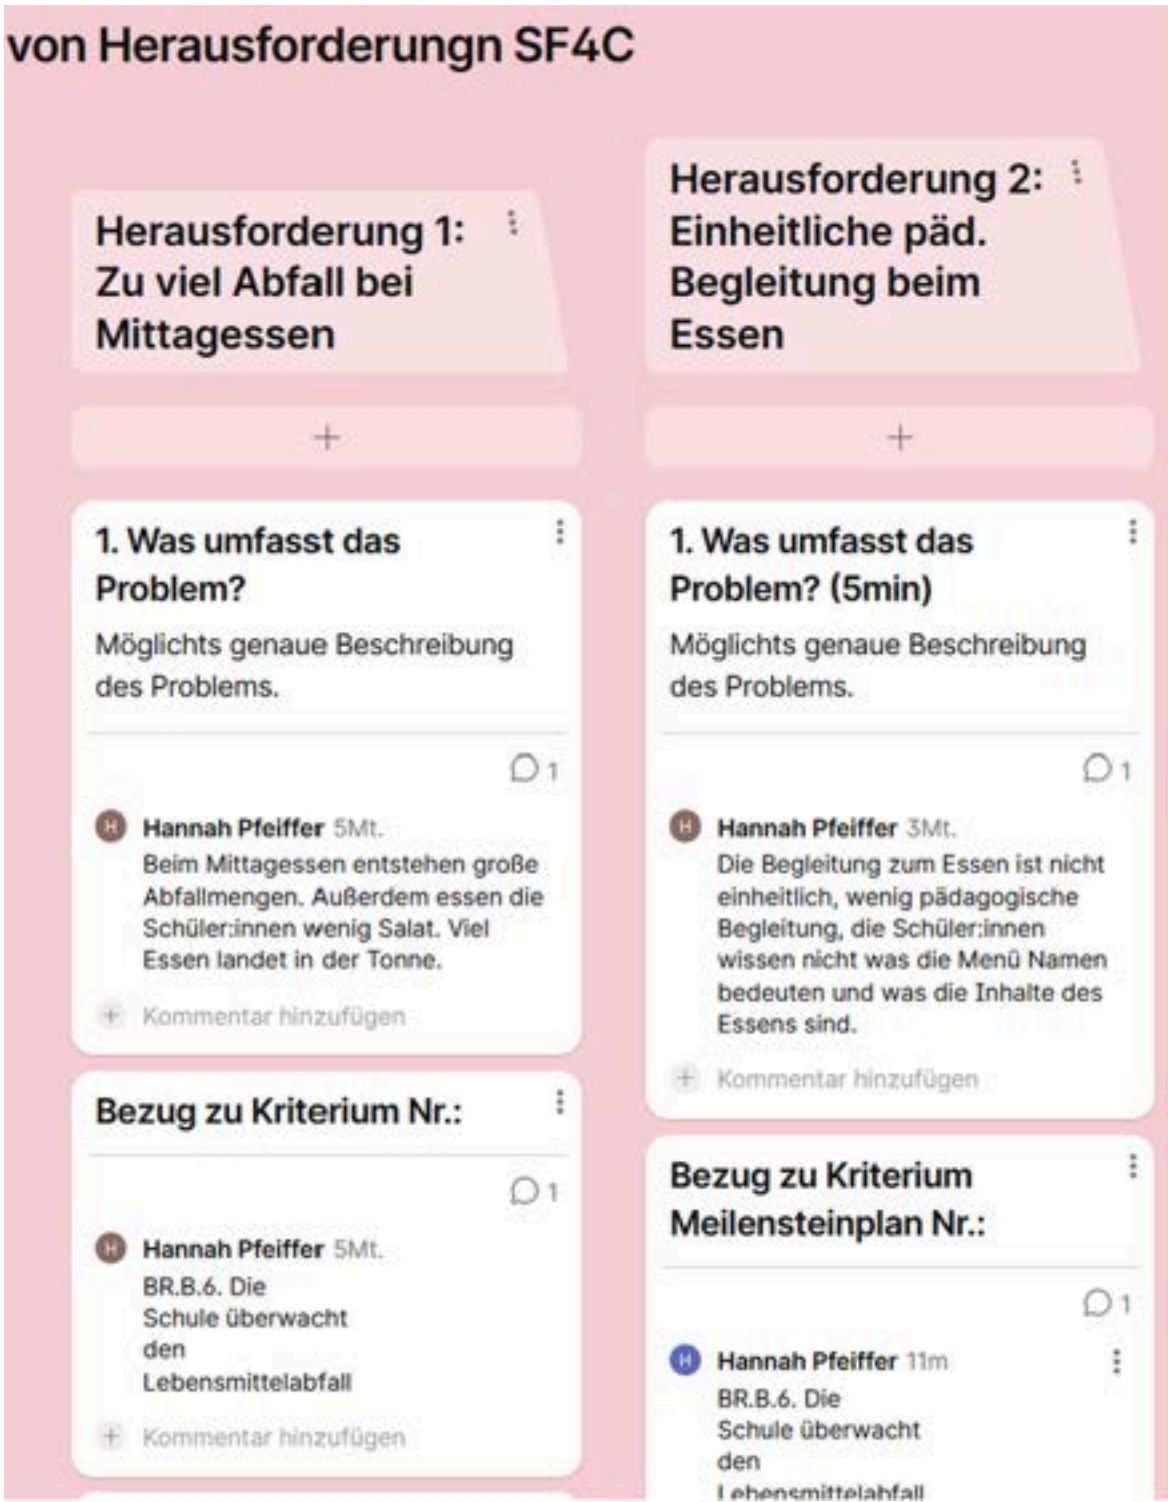 von Herausforderungn SF4C
Herausforderung 1:
Zu viel Abfall bei
Mittagessen
1. Was umfasst das
Problem?
Möglichts genaue Beschreibung
des Problems.
1
H Hannah Pfeiffer 5Mt.
Beim Mittagessen entstehen große
Abfallmengen. Außerdem essen die
Schüler:innen wenig Salat. Viel
Essen landet in der Tonne.
Kommentar hinzufügen
Bezug zu Kriterium Nr.:
1
H Hannah Pfeiffer 5Mt.
BR.B.6. Die
Schule überwacht
den
Lebensmittelabfall
Kommentar hinzufügen
Herausforderung 2:
Einheitliche päd.
Begleitung beim
Essen
1. Was umfasst das
Problem? (5min)
Möglichts genaue Beschreibung
des Problems.
1
H Hannah Pfeiffer 3Mt.
Die Begleitung zum Essen ist nicht
einheitlich, wenig pädagogische
Begleitung, die Schüler:innen
wissen nicht was die Menü Namen
bedeuten und was die Inhalte des
Essens sind.
Kommentar hinzufügen
Bezug zu Kriterium
Meilensteinplan Nr.:
1
H Hannah Pfeiffer 11m
BR.B.6. Die
Schule überwacht
den
Lebensmittelabfall